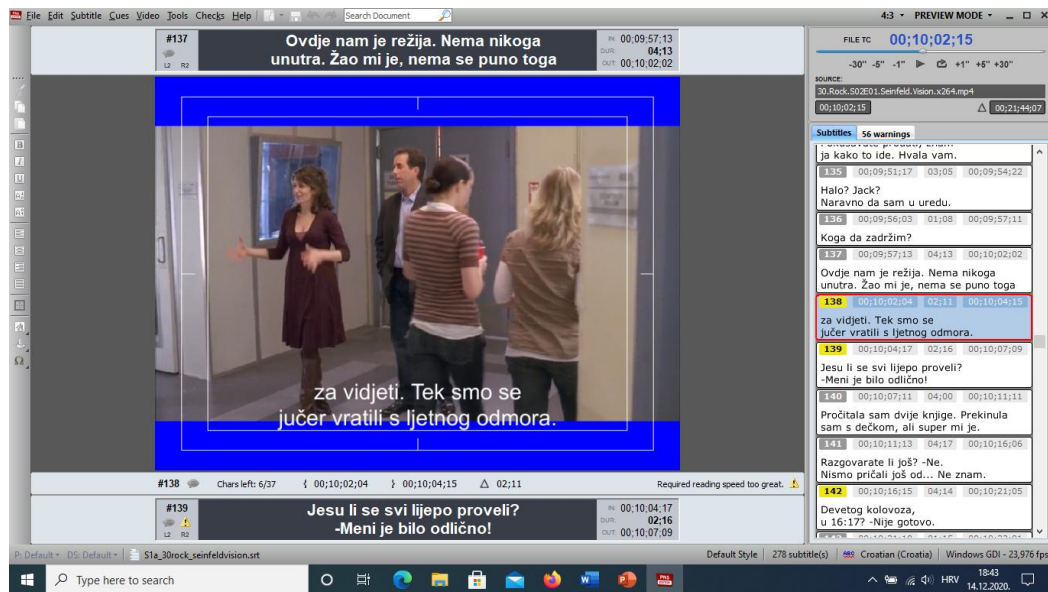 File Edit Subtitle Cues Video Tools Checks Help
Search Document
4:3 PREVIEW MODE
#137
L2 R2
Ovdje nam je režija. Nema nikoga
unutra. Žao mi je, nema se puno toga
IN: 00;09;57;13
DUR: 04;13
OUT: 00;10;02;02
FILE TC 00;10;02;15
-30" -5" -1" +1" +5" +30"
SOURCE:
30.Rock.S02E01.Seinfeld.Vision.x264.mp4
00;10;02;15 00;21;44;07
Subtitles 56 warnings
ja kako to ide. Hvala vam.
135 00;09;51;17 03;05 00;09;54;22
Halo? Jack?
Naravno da sam u uredu.
136 00;09;56;03 01;08 00;09;57;11
Koga da zadržim?
137 00;09;57;13 04;13 00;10;02;02
Ovdje nam je režija. Nema nikoga
unutra. Žao mi je, nema se puno toga
138 00;10;02;04 02;11 00;10;04;15
za vidjeti. Tek smo se
jučer vratili s ljetnog odmora.
139 00;10;04;17 02;16 00;10;07;09
Jesu li se svi lijepo proveli?
-Meni je bilo odlično!
140 00;10;07;11 04;00 00;10;11;11
Pročitala sam dvije knjige. Prekinula
sam s dečkom, ali super mi je.
141 00;10;11;13 04;17 00;10;16;06
Razgovarate li još? -Ne.
Nismo pričali još od... Ne znam.
142 00;10;16;15 04;14 00;10;21;05
Devetog kolovoza,
u 16:17? -Nije gotovo.
za vidjeti. Tek smo se
jučer vratili s ljetnog odmora.
#138 Chars left: 6/37 { 00;10;02;04 } 00;10;04;15 Δ 02;11 Required reading speed too great.
#139
L2 R2
Jesu li se svi lijepo proveli?
-Meni je bilo odlično!
IN: 00;10;04;17
DUR: 02;16
OUT: 00;10;07;09
P: Default DS: Default S1a_30rock_seinfeldvision.srt
Default Style 278 subtitle(s) Croatian (Croatia) Windows GDI - 23,976 fps
Type here to search
HRV
18:43
14.12.2020.